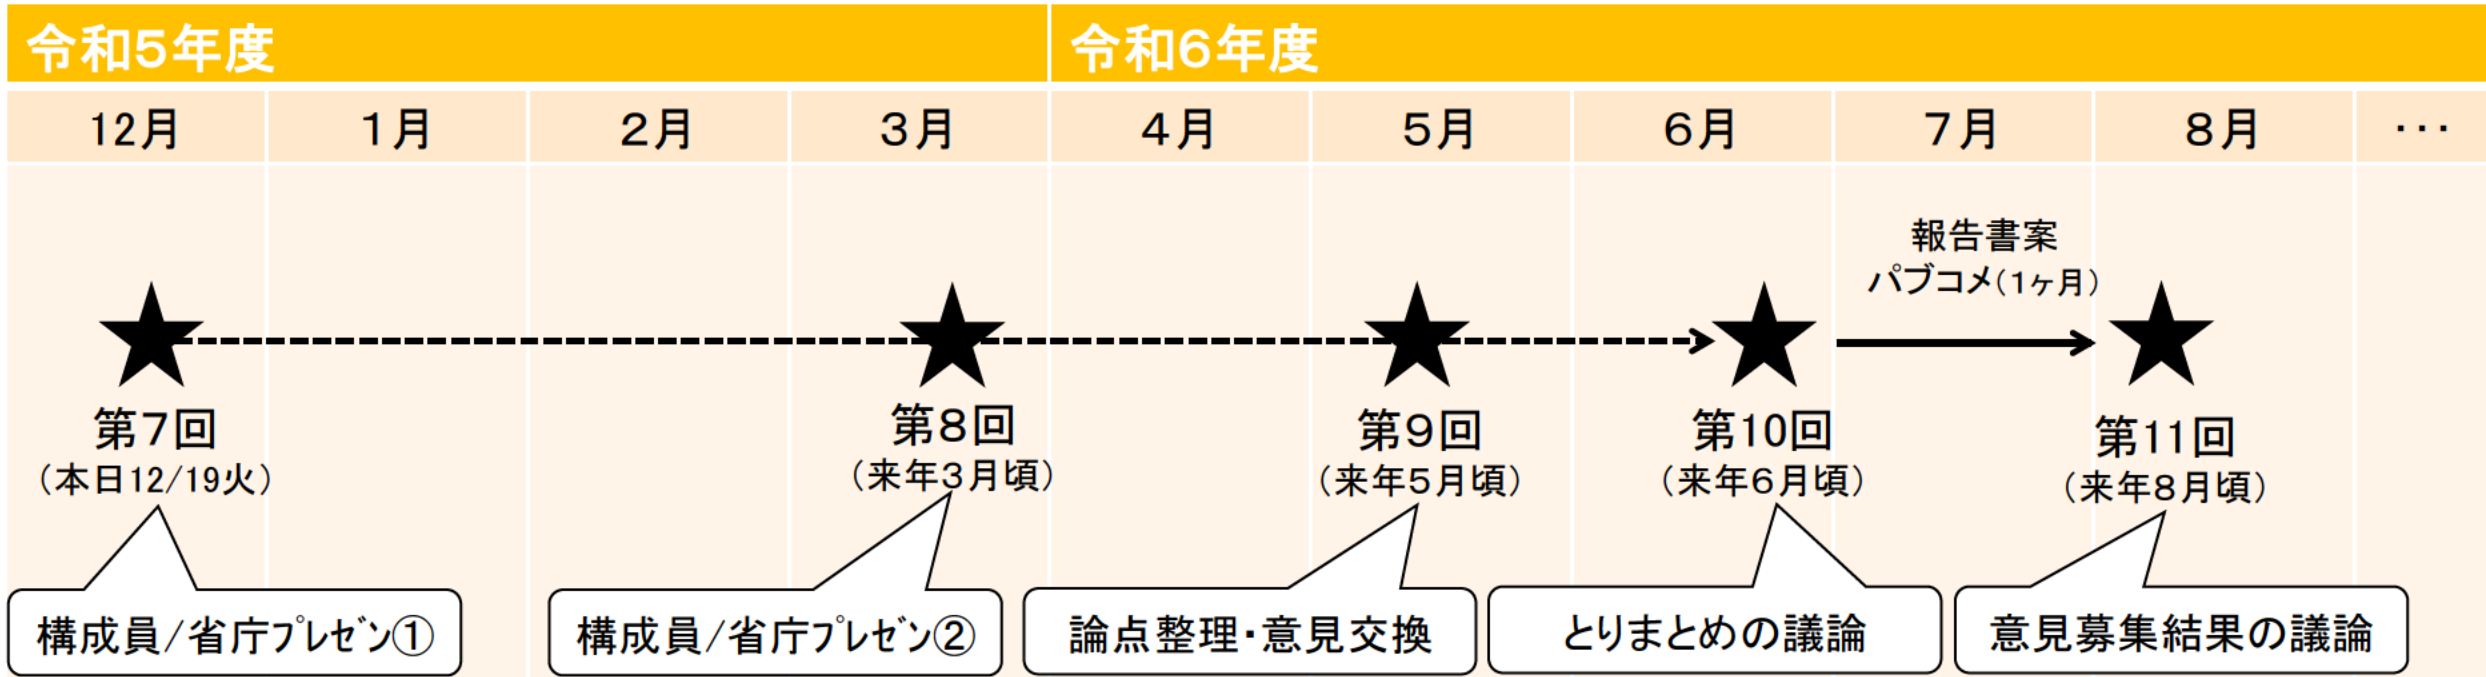 令和5年度
令和6年度
12月
1月
2月
3月
4月
5月
6月
7月
8月
･･･
報告書案
パブコメ（1ヶ月）
第7回
（本日12/19火）
第8回
（来年3月頃）
第9回
（来年5月頃）
第10回
（来年6月頃）
第11回
（来年8月頃）
構成員/省庁ﾌﾟﾚｾﾞﾝ①
構成員/省庁ﾌﾟﾚｾﾞﾝ②
論点整理・意見交換
とりまとめの議論
意見募集結果の議論